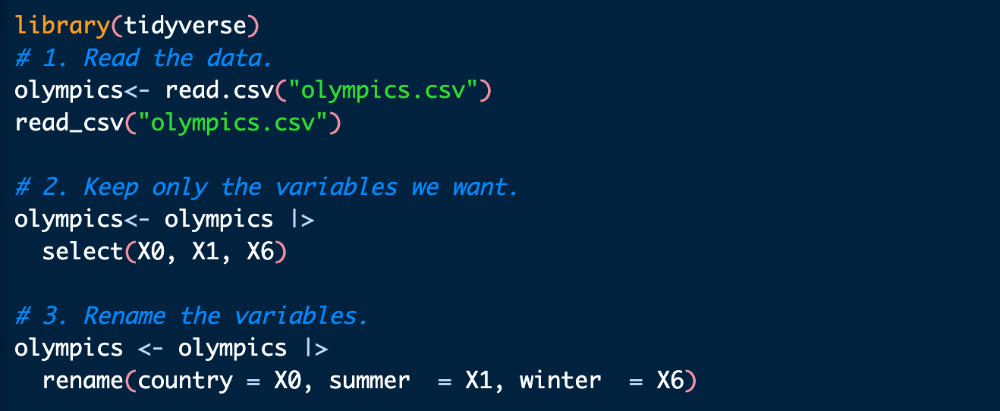 library(tidyverse)
# 1. Read the data.
olympics<- read.csv("olympics.csv")
read_csv("olympics.csv")
# 2. Keep only the variables we want.
olympics<- olympics |>
  select(X0, X1, X6)
# 3. Rename the variables.
olympics <- olympics |>
  rename(country = X0, summer  = X1, winter  = X6)